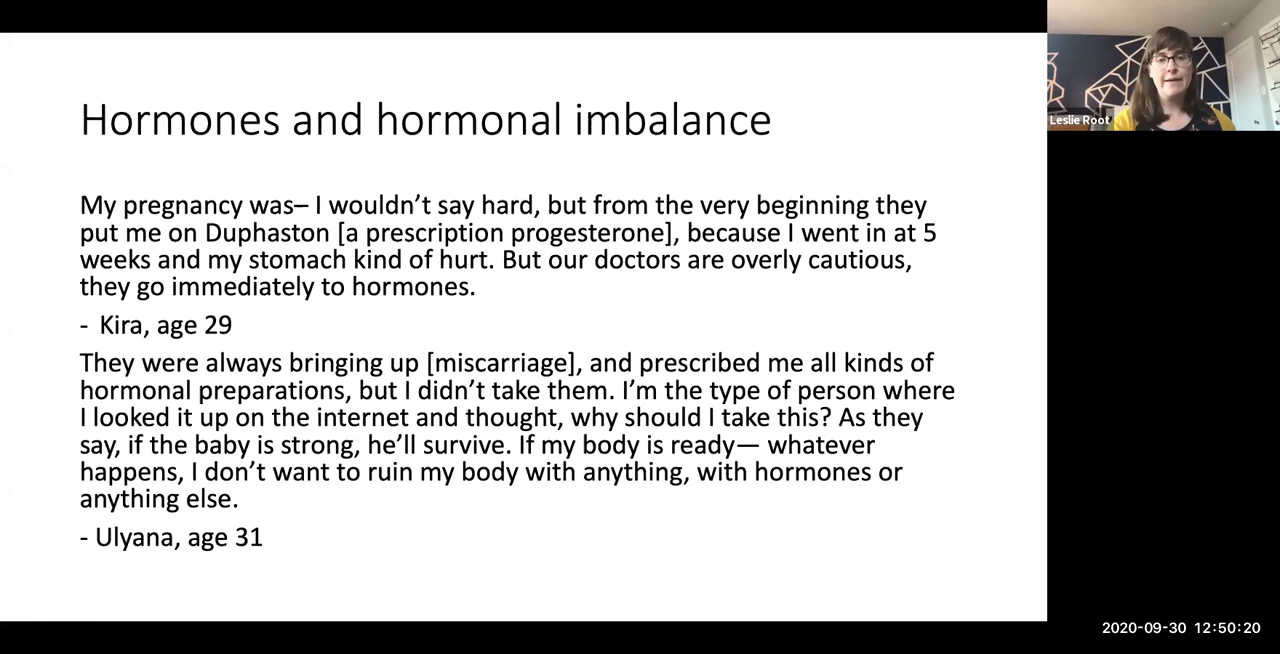 Hormones and hormonal imbalance
My pregnancy was– I wouldn’t say hard, but from the very beginning they
put me on Duphaston [a prescription progesterone], because I went in at 5
weeks and my stomach kind of hurt. But our doctors are overly cautious,
they go immediately to hormones.
- Kira, age 29
They were always bringing up [miscarriage], and prescribed me all kinds of
hormonal preparations, but I didn’t take them. I’m the type of person where
I looked it up on the internet and thought, why should I take this? As they
say, if the baby is strong, he’ll survive. If my body is ready— whatever
happens, I don’t want to ruin my body with anything, with hormones or
anything else.
- Ulyana, age 31
Leslie Root
2020-09-30 12:50:20